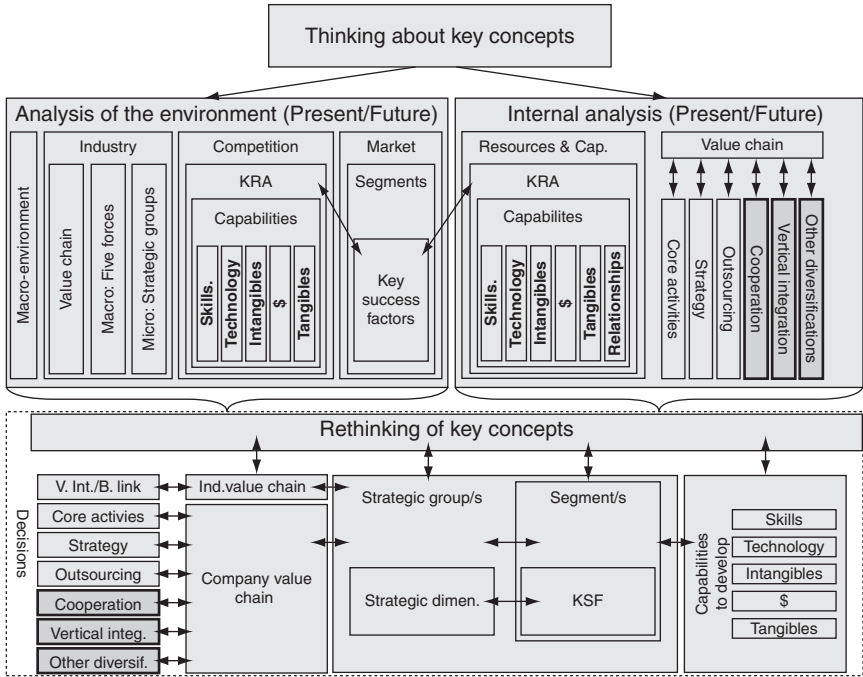 Thinking about key concepts
Analysis of the environment (Present/Future)
Macro-environment
Industry
Value chain
Macro: Five forces
Micro: Strategic groups
Competition
KRA
Capabilities
Skills.
Technology
Intangibles
$
Tangibles
Market
Segments
Key
success
factors
Internal analysis (Present/Future)
Resources & Cap.
KRA
Capabilites
Skills.
Technology
Intangibles
$
Tangibles
Relationships
Value chain
Core activities
Strategy
Outsourcing
Cooperation
Vertical integration
Other diversifications
Rethinking of key concepts
Decisions
V. Int./B. link
Core activies
Strategy
Outsourcing
Cooperation
Vertical integ.
Other diversif.
Ind.value chain
Company value
chain
Strategic group/s
Strategic dimen.
Segment/s
KSF
Capabilities
to develop
Skills
Technology
Intangibles
$
Tangibles